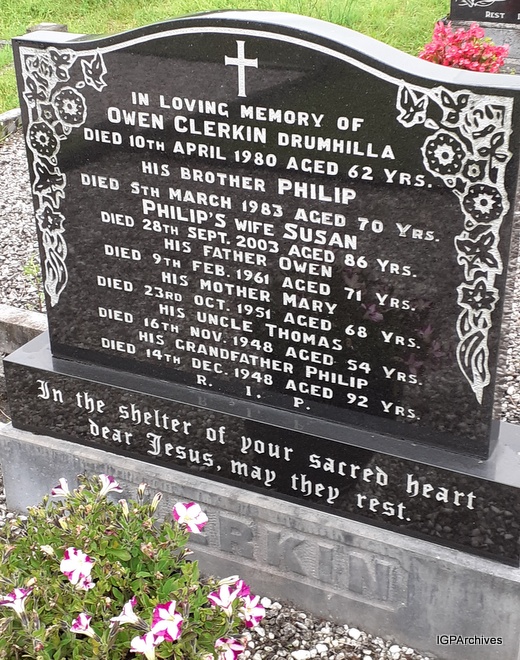 IN LOVING MEMORY OF
OWEN CLERKIN DRUMHILLA
DIED 10TH APRIL 1980 AGED 62 YRS.
HIS BROTHER PHILIP
DIED 5TH MARCH 1983 AGED 70 YRS.
PHILIP'S WIFE SUSAN
DIED 28TH SEPT. 2003 AGED 86 YRS.
HIS FATHER OWEN
DIED 9TH FEB. 1961 AGED 71 YRS.
HIS MOTHER MARY
DIED 23RD OCT. 1951 AGED 68 YRS.
HIS UNCLE THOMAS
DIED 16TH NOV. 1948 AGED 54 YRS.
HIS GRANDFATHER PHILIP
DIED 14TH DEC. 1948 AGED 92 YRS.
R. I. P.
In the shelter of your sacred heart
dear Jesus, may they rest.
ERKIN
REST
IGPArchives